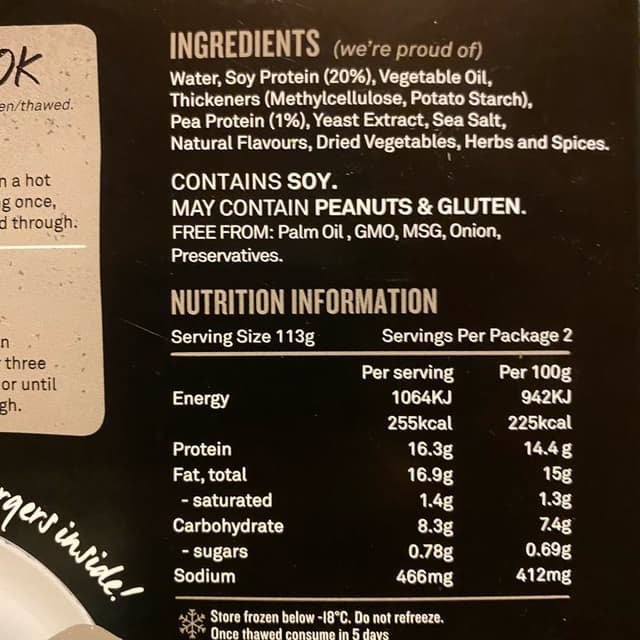 OK
en/thawed.
n a hot
g once,
d through.
n
three
or until
gh.
rgers inside!
INGREDIENTS (we're proud of)
Water, Soy Protein (20%), Vegetable Oil,
Thickeners (Methylcellulose, Potato Starch),
Pea Protein (1%), Yeast Extract, Sea Salt,
Natural Flavours, Dried Vegetables, Herbs and Spices.
CONTAINS SOY.
MAY CONTAIN PEANUTS & GLUTEN.
FREE FROM: Palm Oil, GMO, MSG, Onion,
Preservatives.
NUTRITION INFORMATION
Serving Size 113g Servings Per Package 2
Per serving Per 100g
Energy 1064KJ 942KJ
255kcal 225kcal
Protein 16.3g 14.4 g
Fat, total 16.9g 15g
- saturated 1.4g 1.3g
Carbohydrate 8.3g 7.4g
- sugars 0.78g 0.69g
Sodium 466mg 412mg
Store frozen below -18°C. Do not refreeze.
Once thawed consume in 5 days